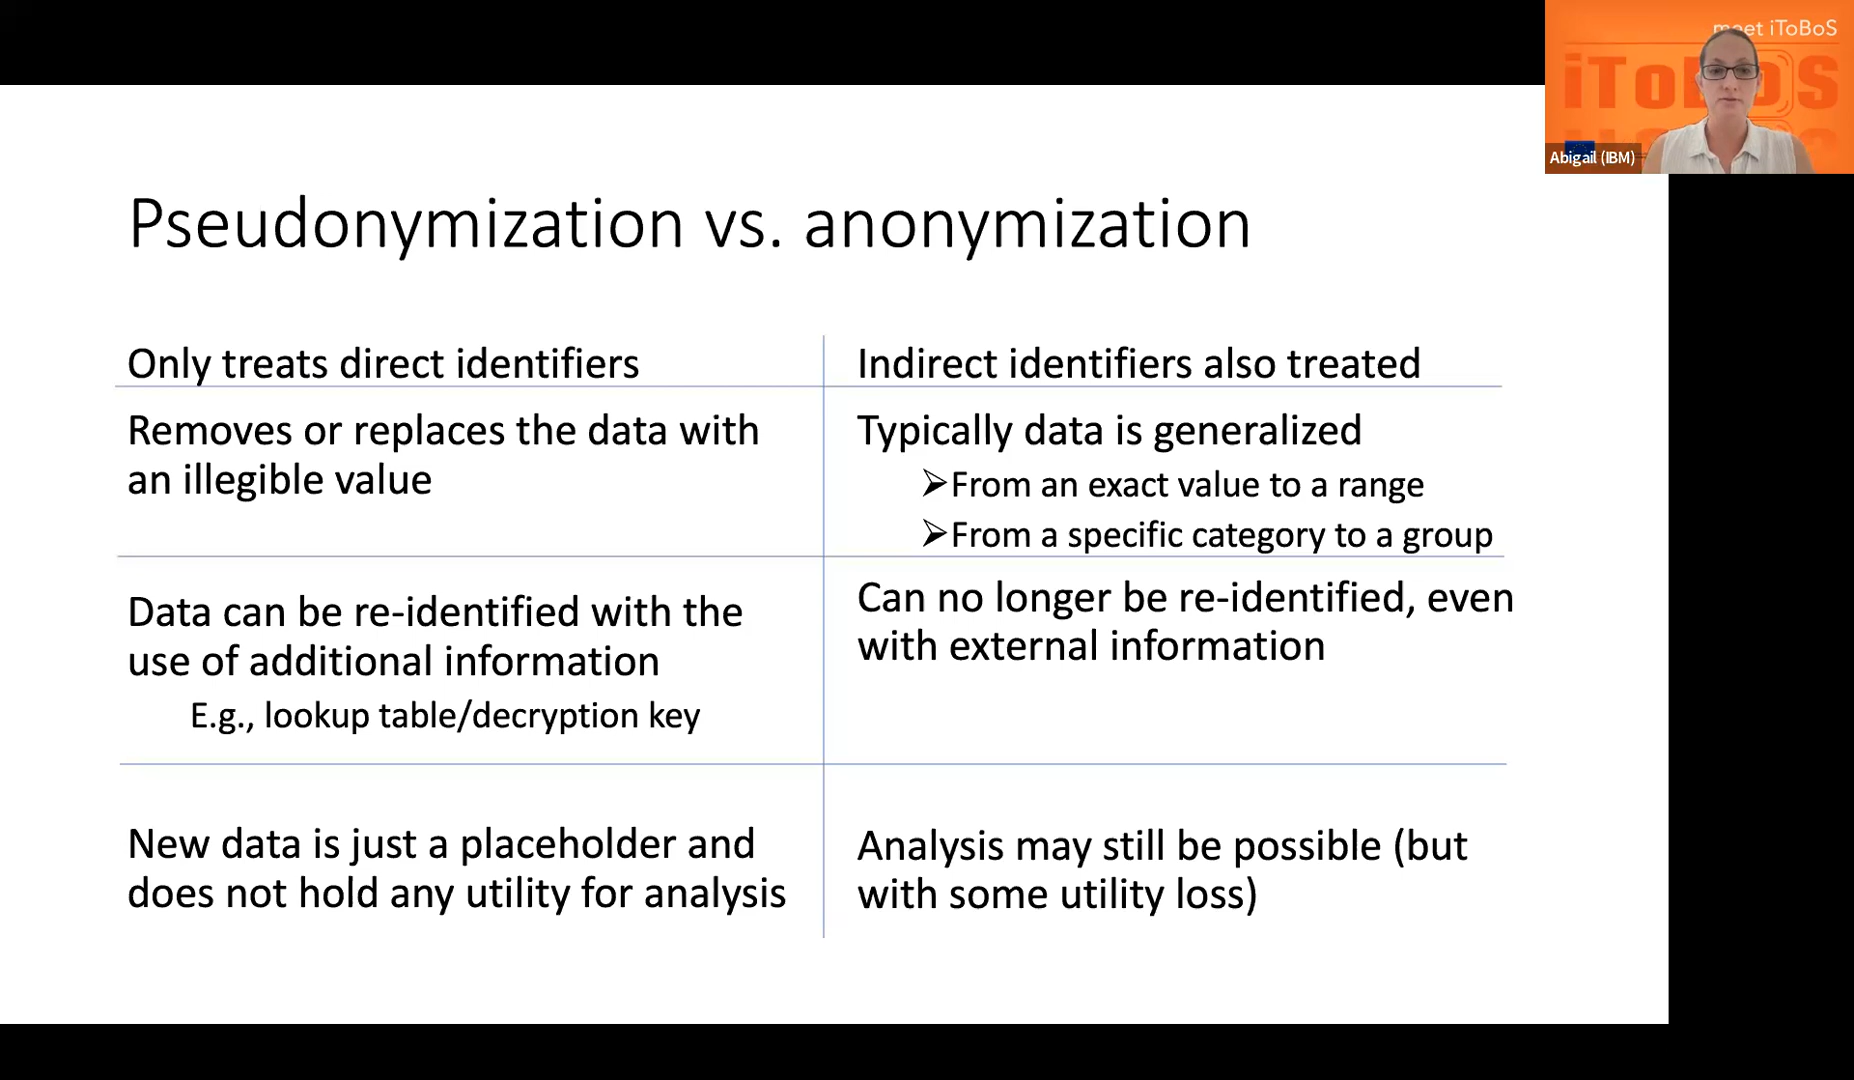 meet iToBoS
iToBoS
Abigail (IBM)
Pseudonymization vs. anonymization
Only treats direct identifiers
Indirect identifiers also treated
Removes or replaces the data with
an illegible value
Typically data is generalized
➢From an exact value to a range
➢From a specific category to a group
Data can be re-identified with the
use of additional information
E.g., lookup table/decryption key
Can no longer be re-identified, even
with external information
New data is just a placeholder and
does not hold any utility for analysis
Analysis may still be possible (but
with some utility loss)